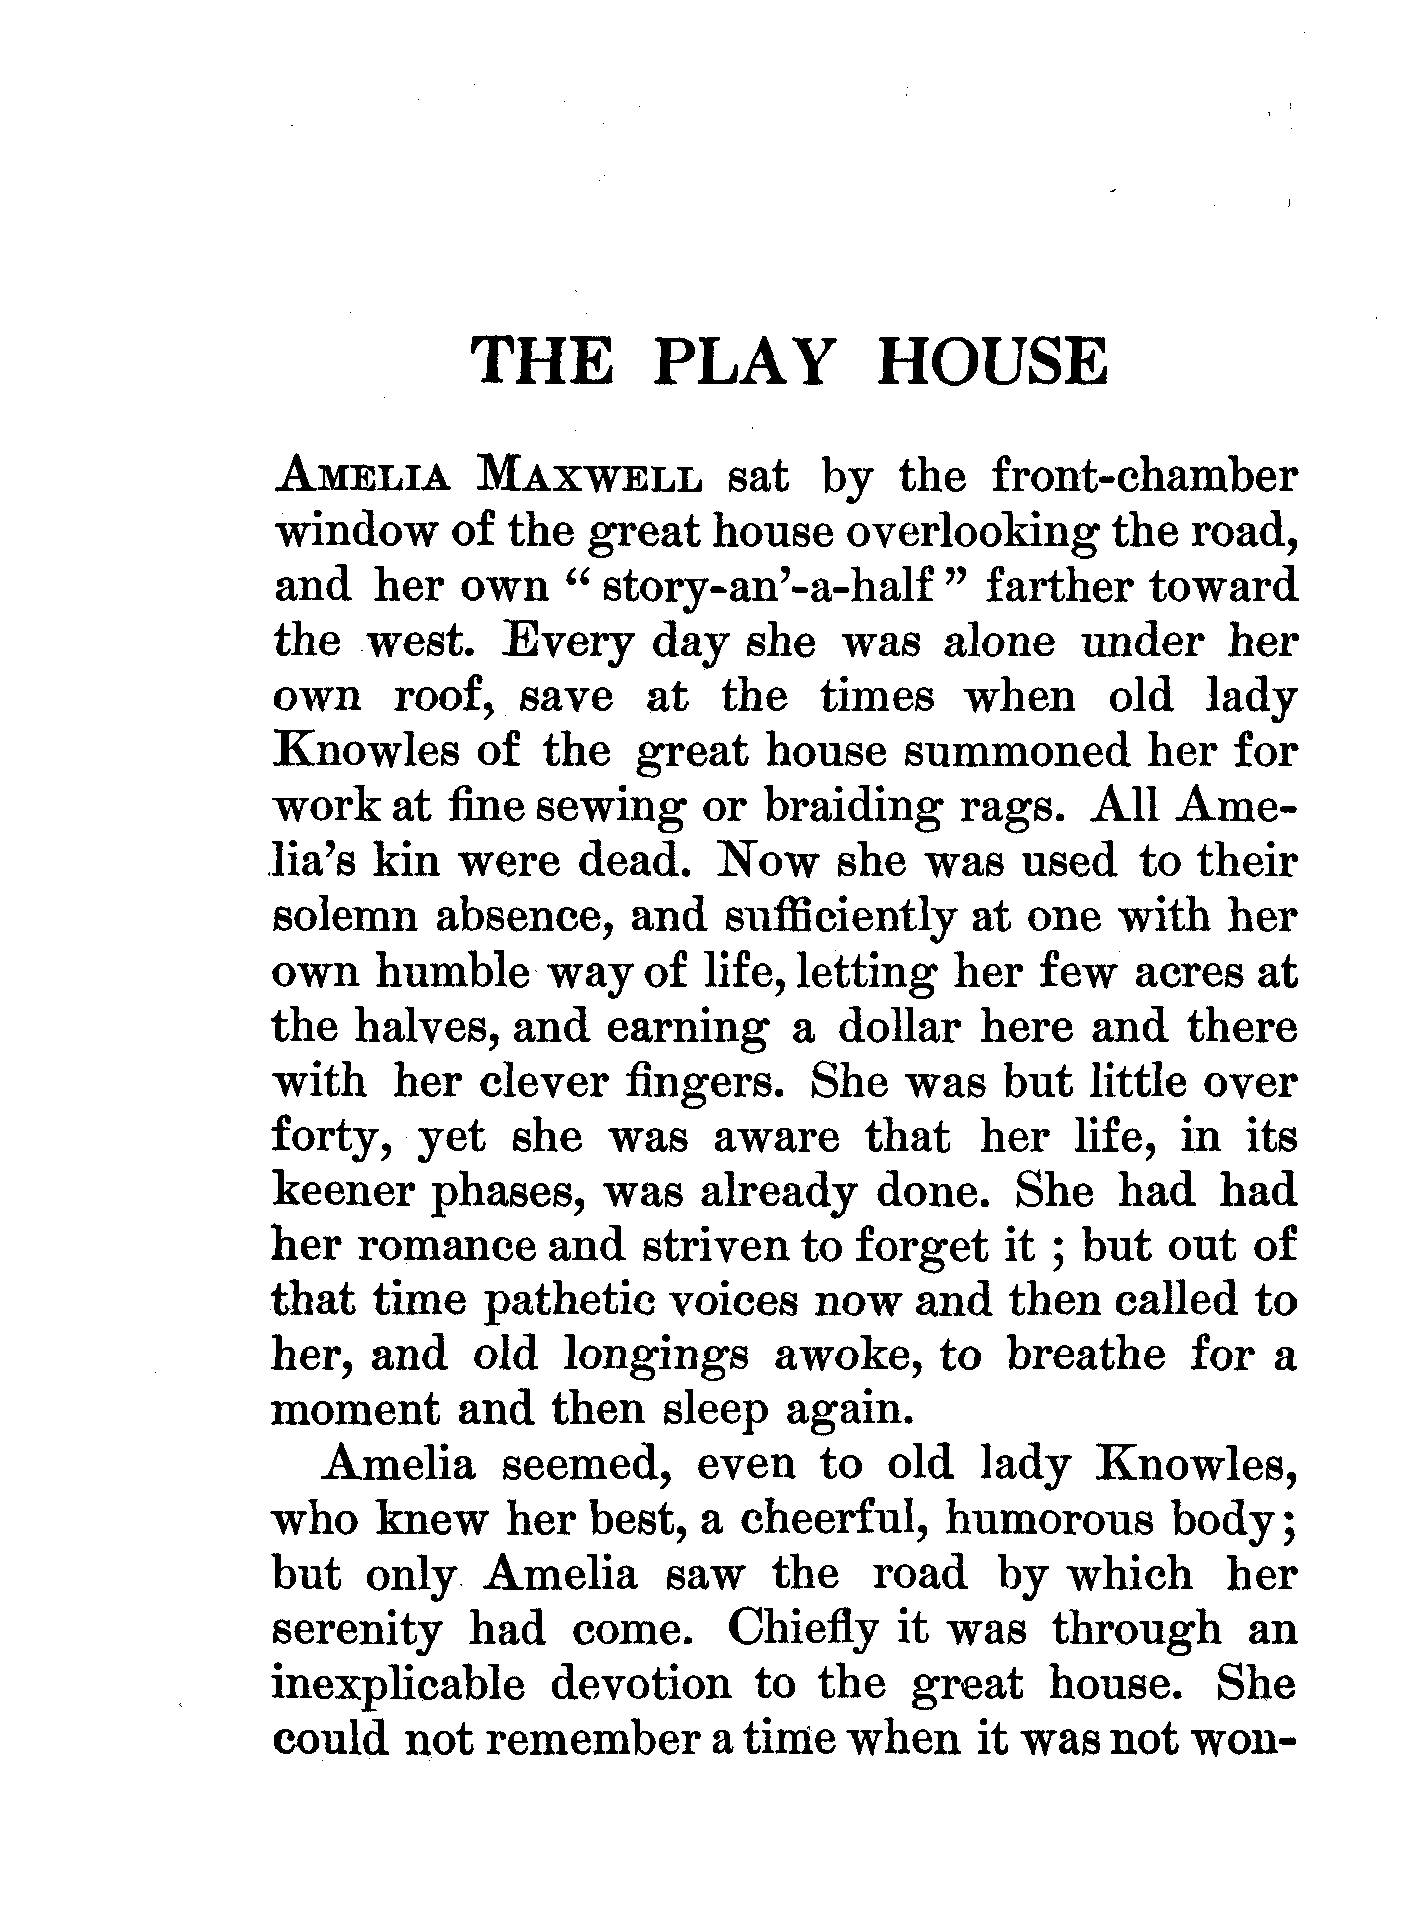 THE PLAY HOUSE
AMELIA MAXWELL sat by the front-chamber
window of the great house overlooking the road,
and her own “ story-an’-a-half ” farther toward
the west. Every day she was alone under her
own roof, save at the times when old lady
Knowles of the great house summoned her for
work at fine sewing or braiding rags. All Ame-
lia’s kin were dead. Now she was used to their
solemn absence, and sufficiently at one with her
own humble way of life, letting her few acres at
the halves, and earning a dollar here and there
with her clever fingers. She was but little over
forty, yet she was aware that her life, in its
keener phases, was already done. She had had
her romance and striven to forget it ; but out of
that time pathetic voices now and then called to
her, and old longings awoke, to breathe for a
moment and then sleep again.
Amelia seemed, even to old lady Knowles,
who knew her best, a cheerful, humorous body;
but only Amelia saw the road by which her
serenity had come. Chiefly it was through an
inexplicable devotion to the great house. She
could not remember a time when it was not won-